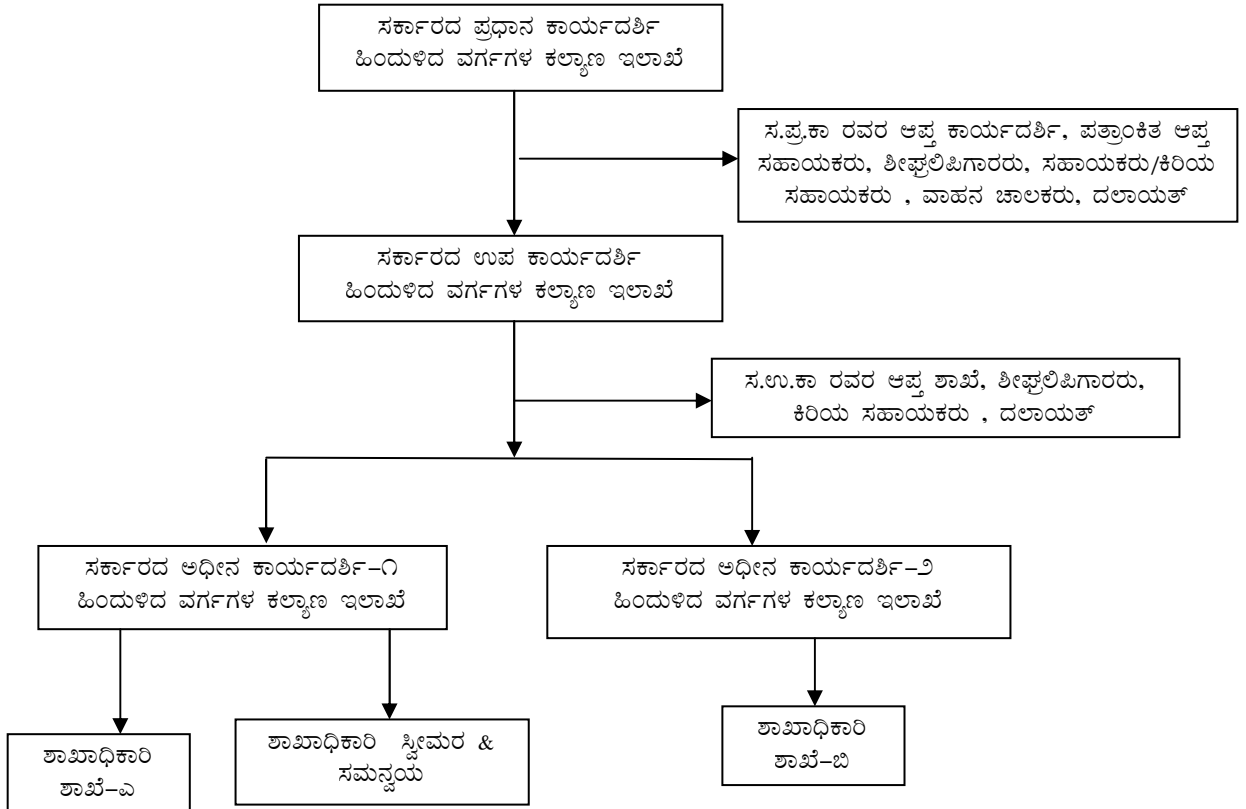 ಸರ್ಕಾರದ ಪ್ರಧಾನ ಕಾರ್ಯದರ್ಶಿ
ಹಿಂದುಳಿದ ವರ್ಗಗಳ ಕಲ್ಯಾಣ ಇಲಾಖೆ
ಸ.ಪ್ರ.ಕಾ ರವರ ಆಪ್ತ ಕಾರ್ಯದರ್ಶಿ, ಪತ್ರಾಂಕಿತ ಆಪ್ತ
ಸಹಾಯಕರು, ಶೀಘ್ರಲಿಪಿಗಾರರು, ಸಹಾಯಕರು/ಕಿರಿಯ
ಸಹಾಯಕರು , ವಾಹನ ಚಾಲಕರು, ದಲಾಯತ್
ಸರ್ಕಾರದ ಉಪ ಕಾರ್ಯದರ್ಶಿ
ಹಿಂದುಳಿದ ವರ್ಗಗಳ ಕಲ್ಯಾಣ ಇಲಾಖೆ
ಸ.ಉ.ಕಾ ರವರ ಆಪ್ತ ಶಾಖೆ, ಶೀಘ್ರಲಿಪಿಗಾರರು,
ಕಿರಿಯ ಸಹಾಯಕರು , ದಲಾಯತ್
ಸರ್ಕಾರದ ಅಧೀನ ಕಾರ್ಯದರ್ಶಿ-೧
ಹಿಂದುಳಿದ ವರ್ಗಗಳ ಕಲ್ಯಾಣ ಇಲಾಖೆ
ಸರ್ಕಾರದ ಅಧೀನ ಕಾರ್ಯದರ್ಶಿ-೨
ಹಿಂದುಳಿದ ವರ್ಗಗಳ ಕಲ್ಯಾಣ ಇಲಾಖೆ
ಶಾಖಾಧಿಕಾರಿ
ಶಾಖೆ-ಎ
ಶಾಖಾಧಿಕಾರಿ ಸ್ವೀಮರ &
ಸಮನ್ವಯ
ಶಾಖಾಧಿಕಾರಿ
ಶಾಖೆ-ಬಿ